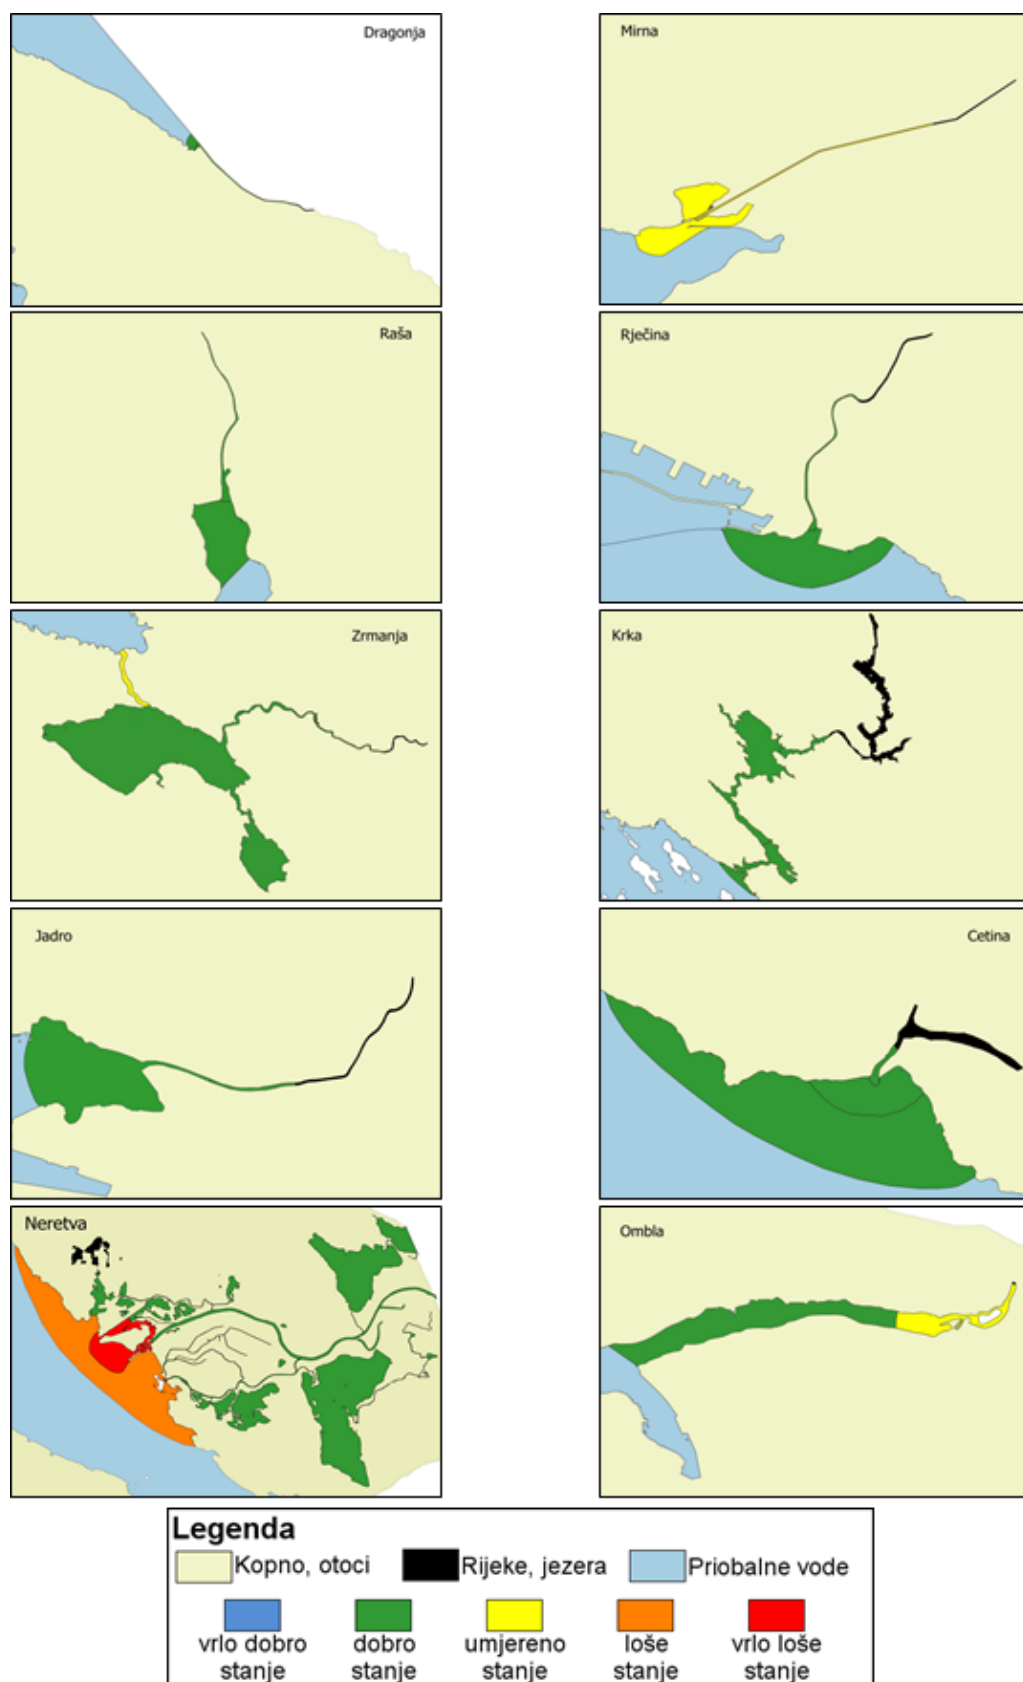 Dragonja
Mirna
Raša
Rječina
Zrmanja
Krka
Jadro
Cetina
Neretva
Ombla
Legenda
Kopno, otoci
Rijeke, jezera
Priobalne vode
vrlo dobro
stanje
dobro
stanje
umjereno
stanje
loše
stanje
vrlo loše
stanje